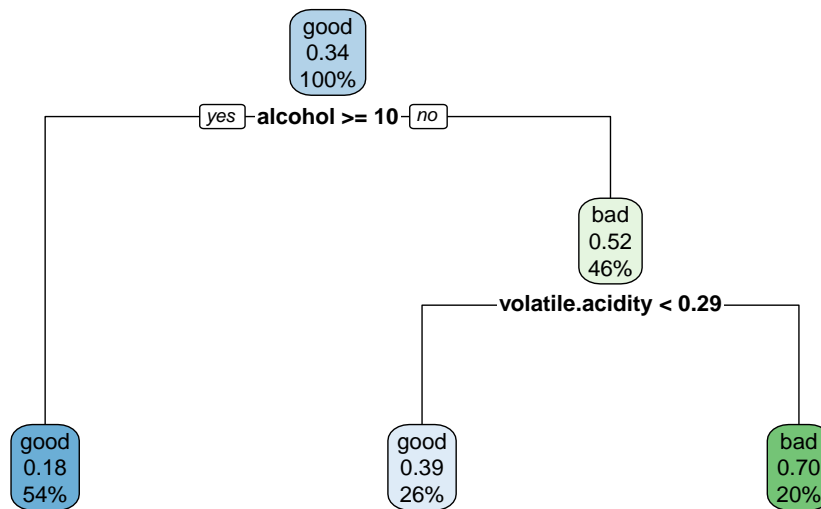 good
0.34
100%
yes alcohol >= 10 no
bad
0.52
46%
volatile.acidity < 0.29
good
0.18
54%
good
0.39
26%
bad
0.70
20%